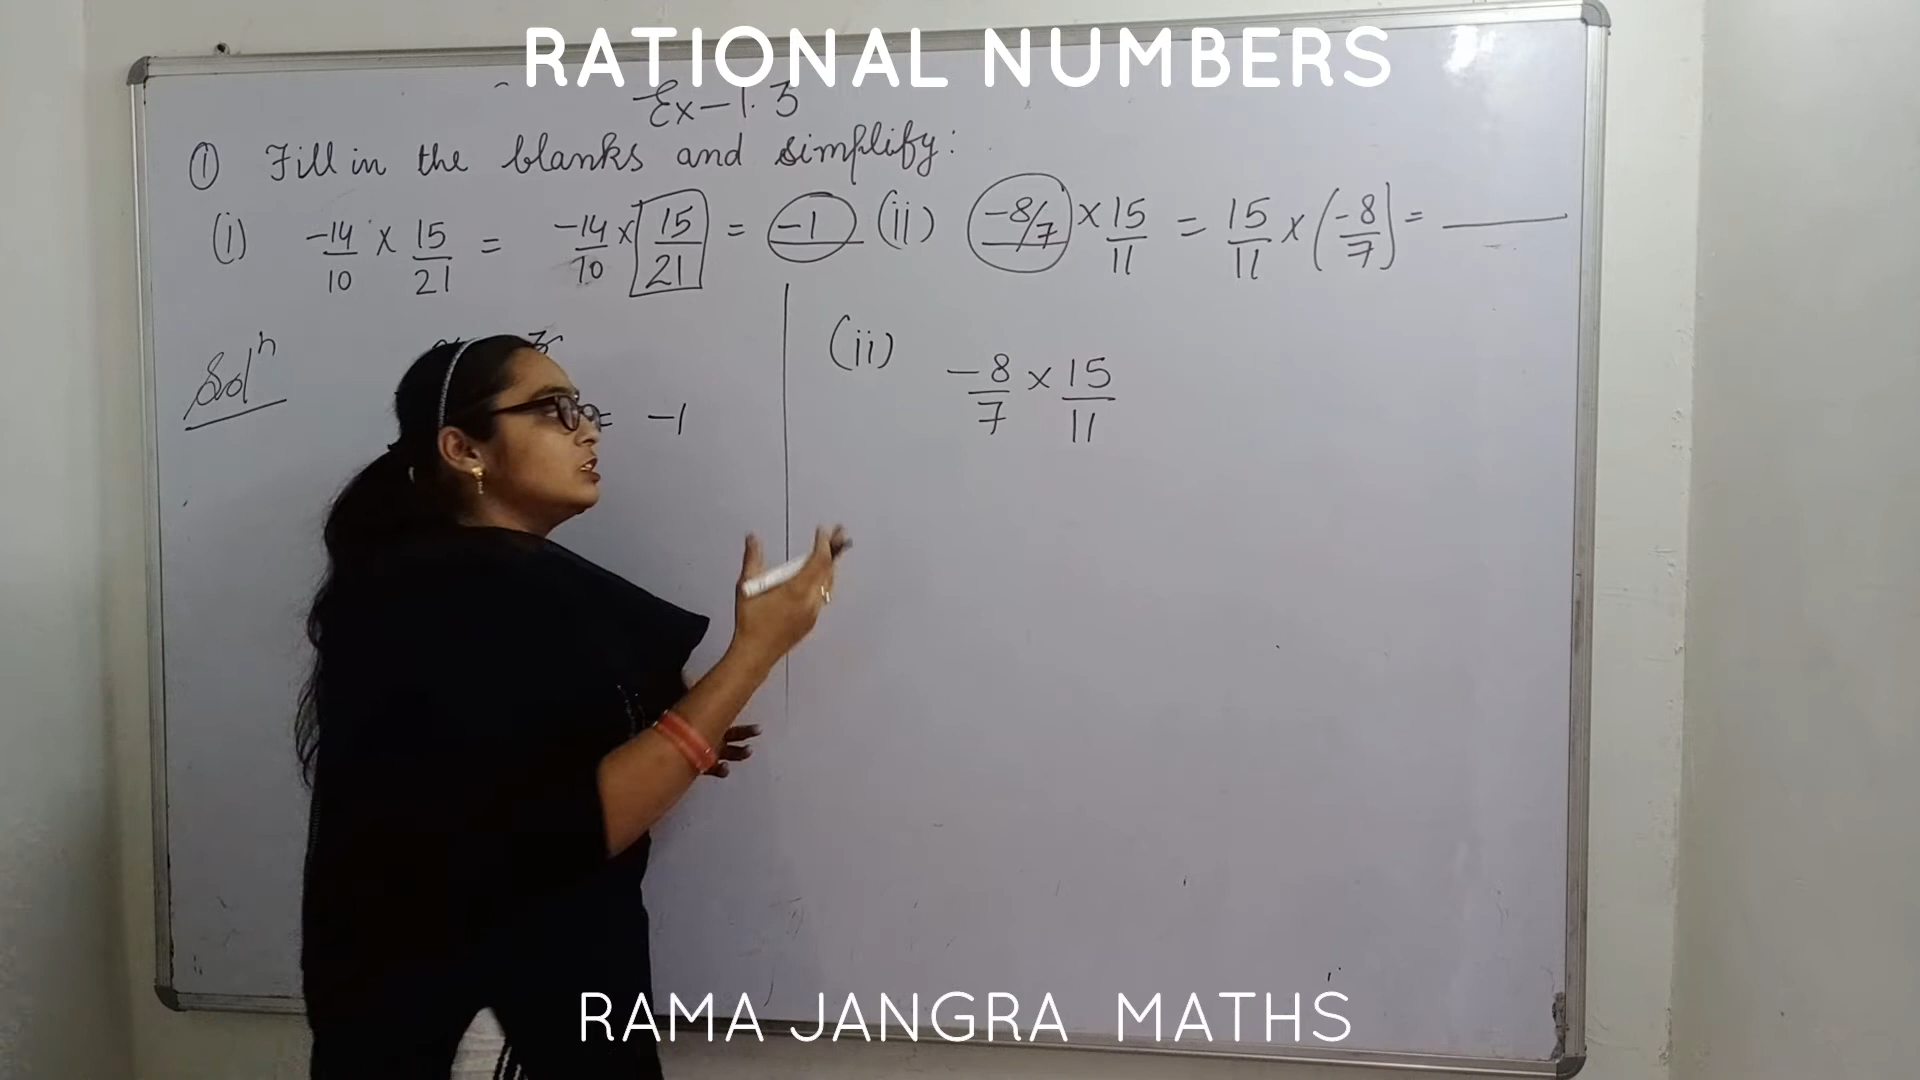 RATIONAL NUMBERS
Ex-1.3
① Fill in the blanks and simplify:
(i) -14/10 × 15/21 = -14/10 × 15/21 = -1 (ii) -8/7 × 15/11 = 15/11 × (-8/7) = ____
Solⁿ
= -1
(ii) -8/7 × 15/11
RAMA JANGRA MATHS